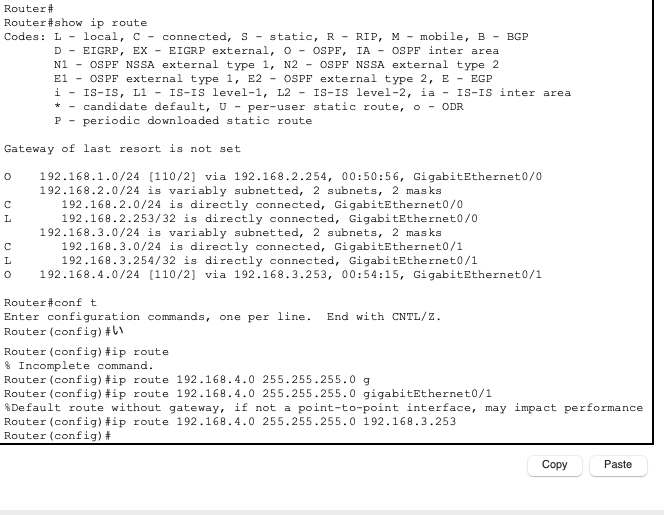 Router#
Router#show ip route
Codes: L - local, C - connected, S - static, R - RIP, M - mobile, B - BGP
       D - EIGRP, EX - EIGRP external, O - OSPF, IA - OSPF inter area
       N1 - OSPF NSSA external type 1, N2 - OSPF NSSA external type 2
       E1 - OSPF external type 1, E2 - OSPF external type 2, E - EGP
       i - IS-IS, L1 - IS-IS level-1, L2 - IS-IS level-2, ia - IS-IS inter area
       * - candidate default, U - per-user static route, o - ODR
       P - periodic downloaded static route
Gateway of last resort is not set
O    192.168.1.0/24 [110/2] via 192.168.2.254, 00:50:56, GigabitEthernet0/0
     192.168.2.0/24 is variably subnetted, 2 subnets, 2 masks
C       192.168.2.0/24 is directly connected, GigabitEthernet0/0
L       192.168.2.253/32 is directly connected, GigabitEthernet0/0
     192.168.3.0/24 is variably subnetted, 2 subnets, 2 masks
C       192.168.3.0/24 is directly connected, GigabitEthernet0/1
L       192.168.3.254/32 is directly connected, GigabitEthernet0/1
O    192.168.4.0/24 [110/2] via 192.168.3.253, 00:54:15, GigabitEthernet0/1
Router#conf t
Enter configuration commands, one per line.  End with CNTL/Z.
Router(config)#い
Router(config)#ip route
% Incomplete command.
Router(config)#ip route 192.168.4.0 255.255.255.0 g
Router(config)#ip route 192.168.4.0 255.255.255.0 gigabitEthernet0/1
%Default route without gateway, if not a point-to-point interface, may impact performance
Router(config)#ip route 192.168.4.0 255.255.255.0 192.168.3.253
Router(config)#
Copy Paste